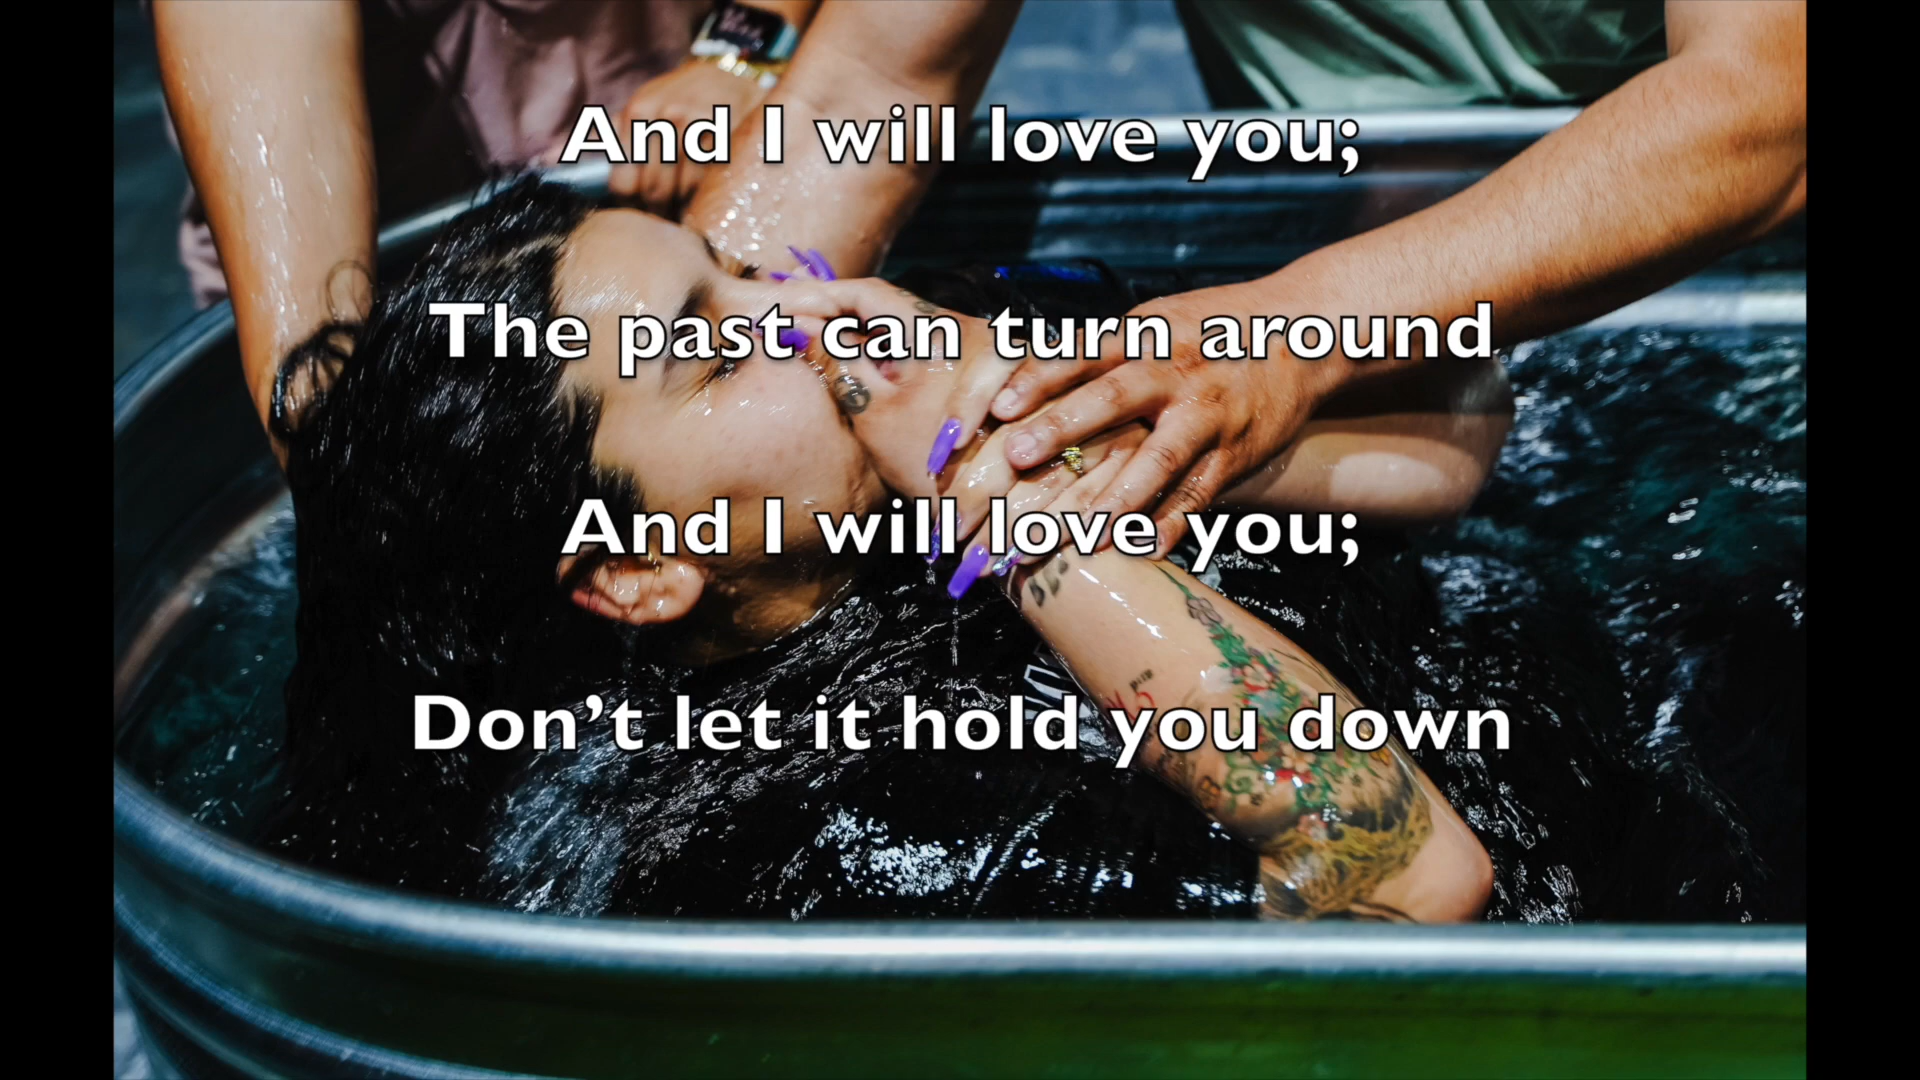 And I will love you;
The past can turn around
And I will love you;
Don’t let it hold you down